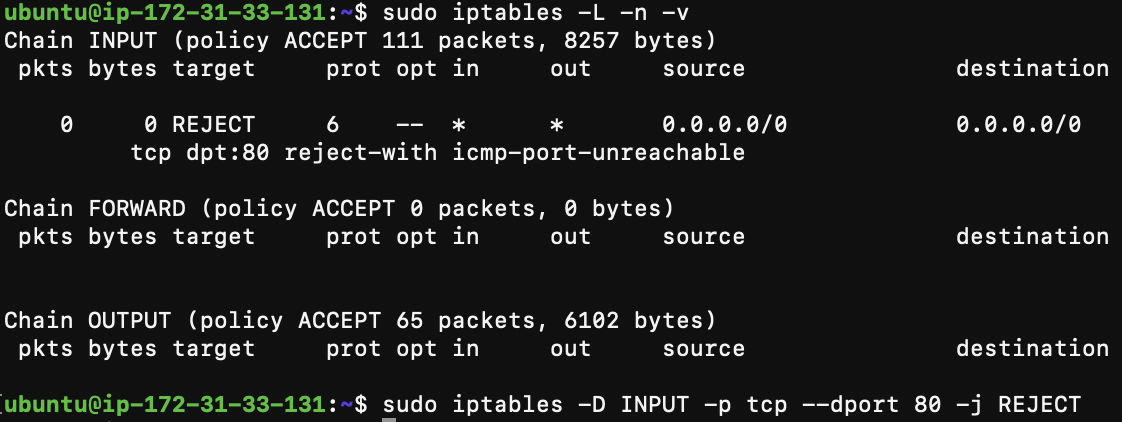 ubuntu@ip-172-31-33-131:~$ sudo iptables -L -n -v
Chain INPUT (policy ACCEPT 111 packets, 8257 bytes)
 pkts bytes target     prot opt in     out     source               destination
    0     0 REJECT     6    --  *      *       0.0.0.0/0            0.0.0.0/0
         tcp dpt:80 reject-with icmp-port-unreachable
Chain FORWARD (policy ACCEPT 0 packets, 0 bytes)
 pkts bytes target     prot opt in     out     source               destination
Chain OUTPUT (policy ACCEPT 65 packets, 6102 bytes)
 pkts bytes target     prot opt in     out     source               destination
[ubuntu@ip-172-31-33-131:~$ sudo iptables -D INPUT -p tcp --dport 80 -j REJECT